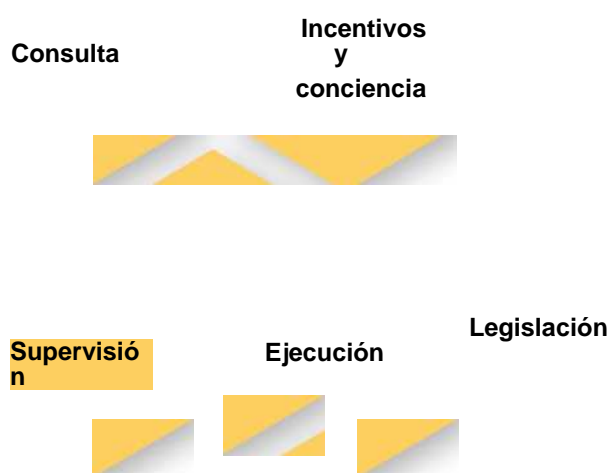 Consulta
Incentivos
y
conciencia
Supervisió
n
Ejecución
Legislación